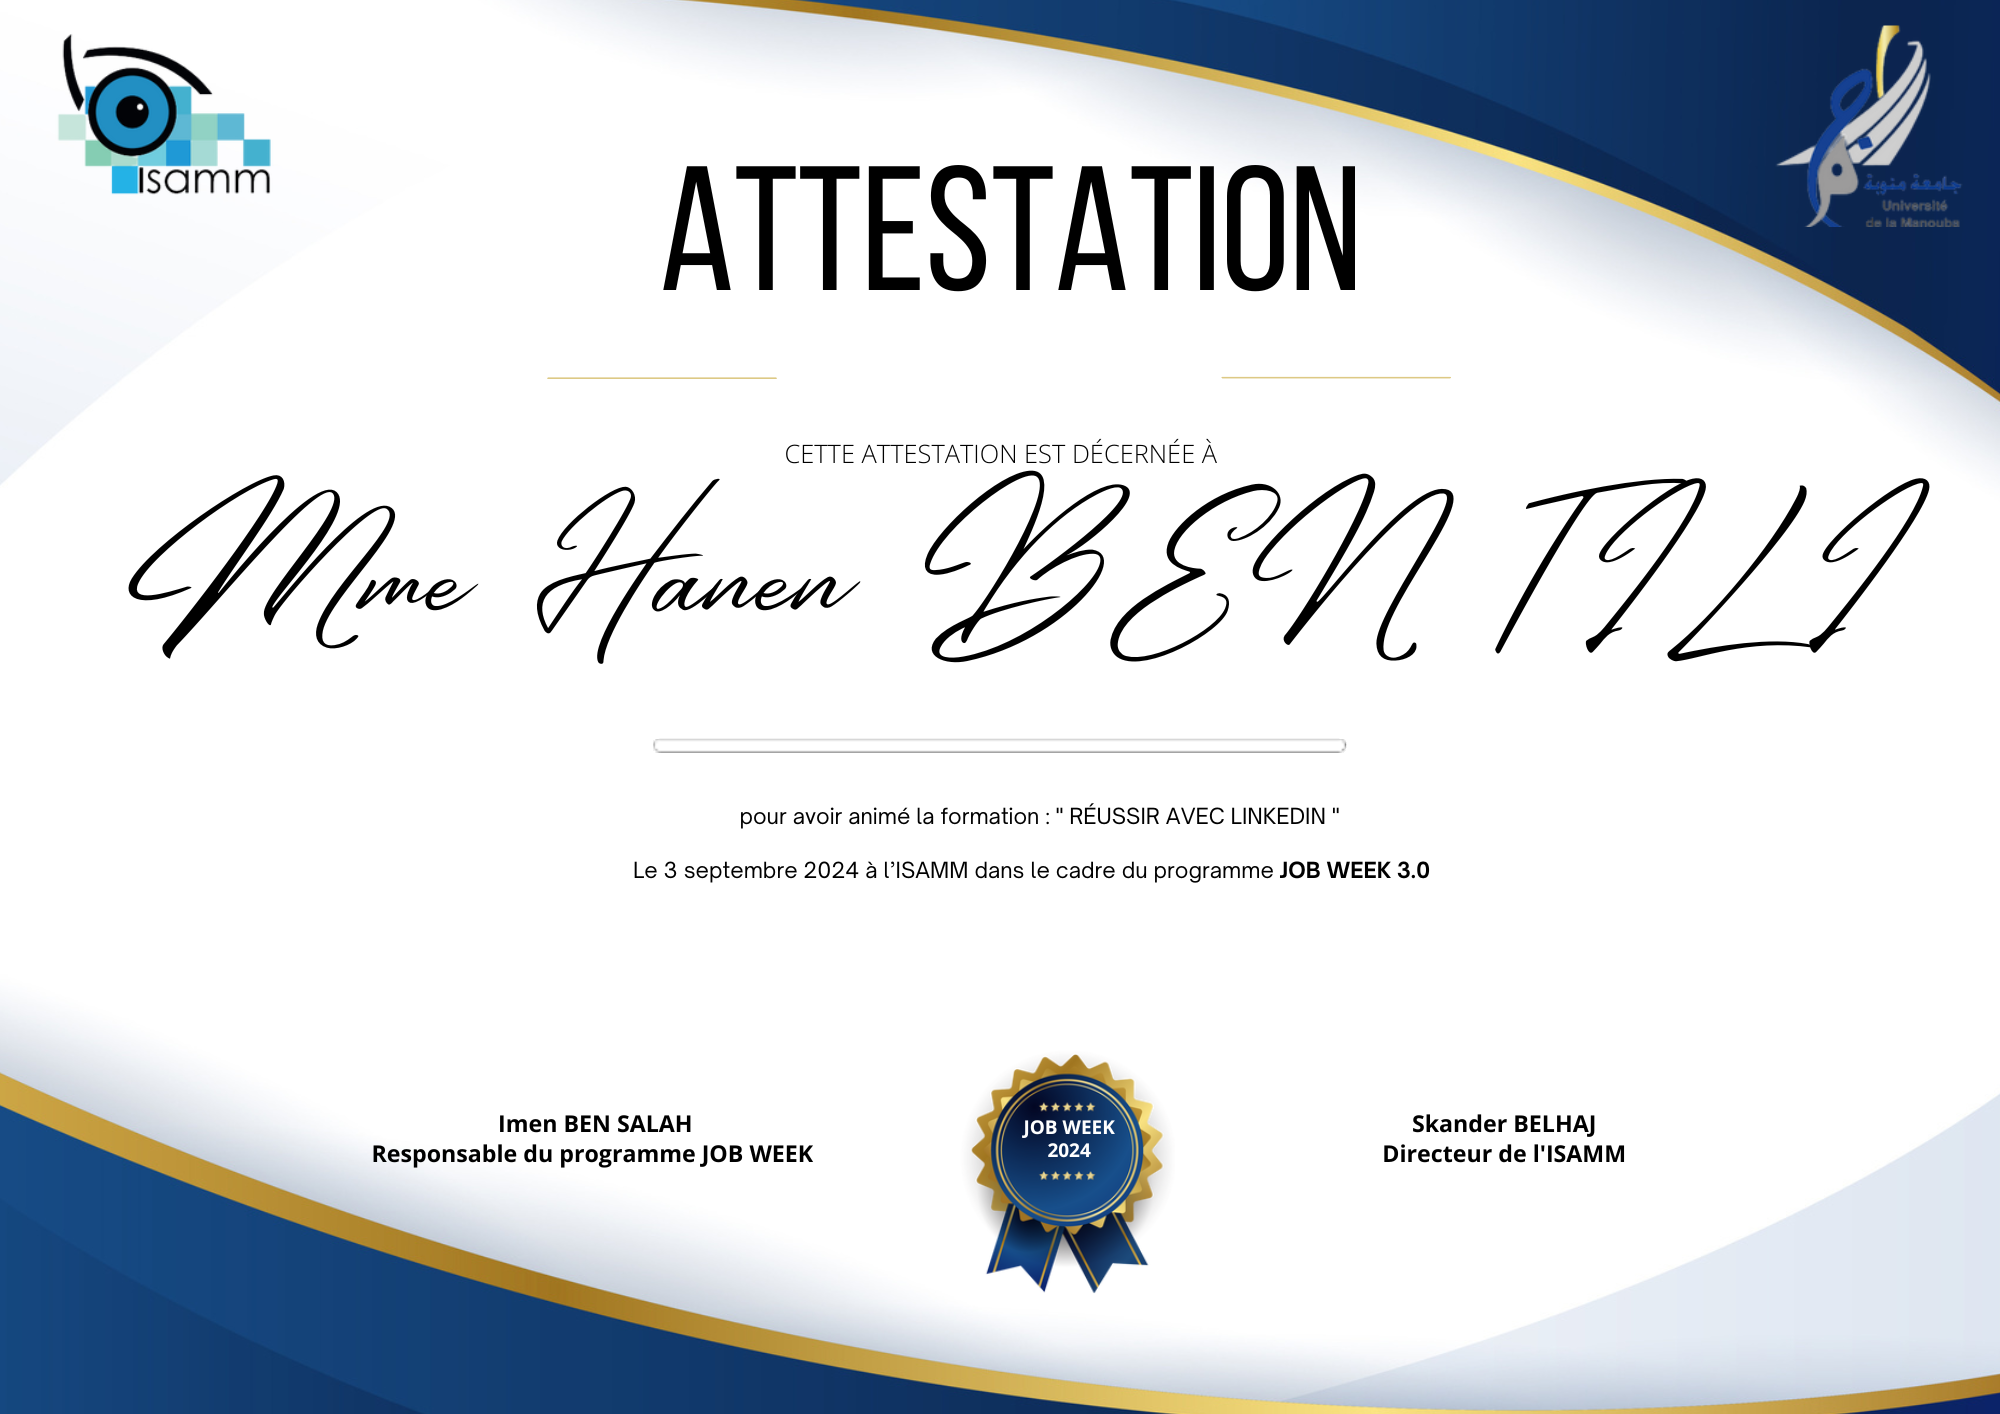 isamm
جامعة منوبة
Université
de la Manouba
ATTESTATION
CETTE ATTESTATION EST DÉCERNÉE À
Mme Hanen BEN TILI
pour avoir animé la formation : " RÉUSSIR AVEC LINKEDIN "
Le 3 septembre 2024 à l’ISAMM dans le cadre du programme JOB WEEK 3.0
Imen BEN SALAH
Responsable du programme JOB WEEK
JOB WEEK
2024
Skander BELHAJ
Directeur de l'ISAMM